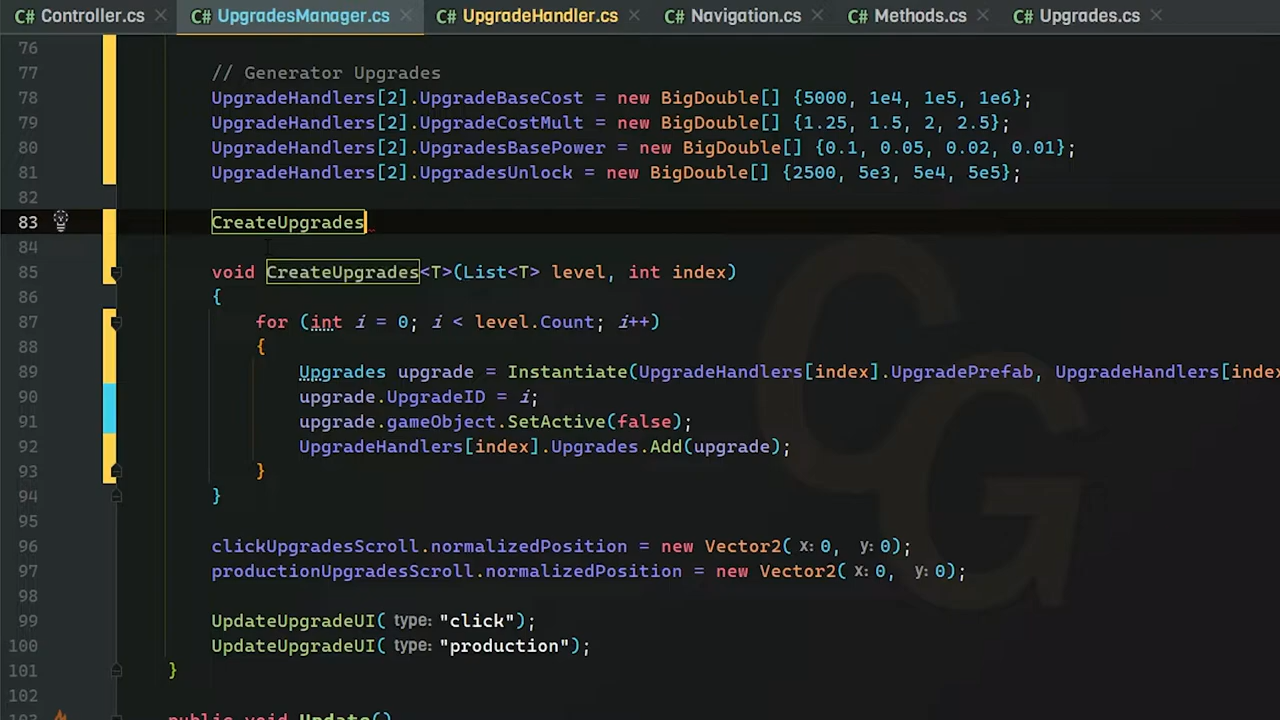 C# Controller.cs × C# UpgradesManager.cs × C# UpgradeHandler.cs × C# Navigation.cs × C# Methods.cs × C# Upgrades.cs ×
76
77 // Generator Upgrades
78 UpgradeHandlers[2].UpgradeBaseCost = new BigDouble[] {5000, 1e4, 1e5, 1e6};
79 UpgradeHandlers[2].UpgradeCostMult = new BigDouble[] {1.25, 1.5, 2, 2.5};
80 UpgradeHandlers[2].UpgradesBasePower = new BigDouble[] {0.1, 0.05, 0.02, 0.01};
81 UpgradeHandlers[2].UpgradesUnlock = new BigDouble[] {2500, 5e3, 5e4, 5e5};
82
83 CreateUpgrades
84
85 void CreateUpgrades<T>(List<T> level, int index)
86 {
87 for (int i = 0; i < level.Count; i++)
88 {
89 Upgrades upgrade = Instantiate(UpgradeHandlers[index].UpgradePrefab, UpgradeHandlers[index
90 upgrade.UpgradeID = i;
91 upgrade.gameObject.SetActive(false);
92 UpgradeHandlers[index].Upgrades.Add(upgrade);
93 }
94 }
95
96 clickUpgradesScroll.normalizedPosition = new Vector2( x: 0, y: 0);
97 productionUpgradesScroll.normalizedPosition = new Vector2( x: 0, y: 0);
98
99 UpdateUpgradeUI( type: "click");
100 UpdateUpgradeUI( type: "production");
101 }
102
103 public void Update()
CG